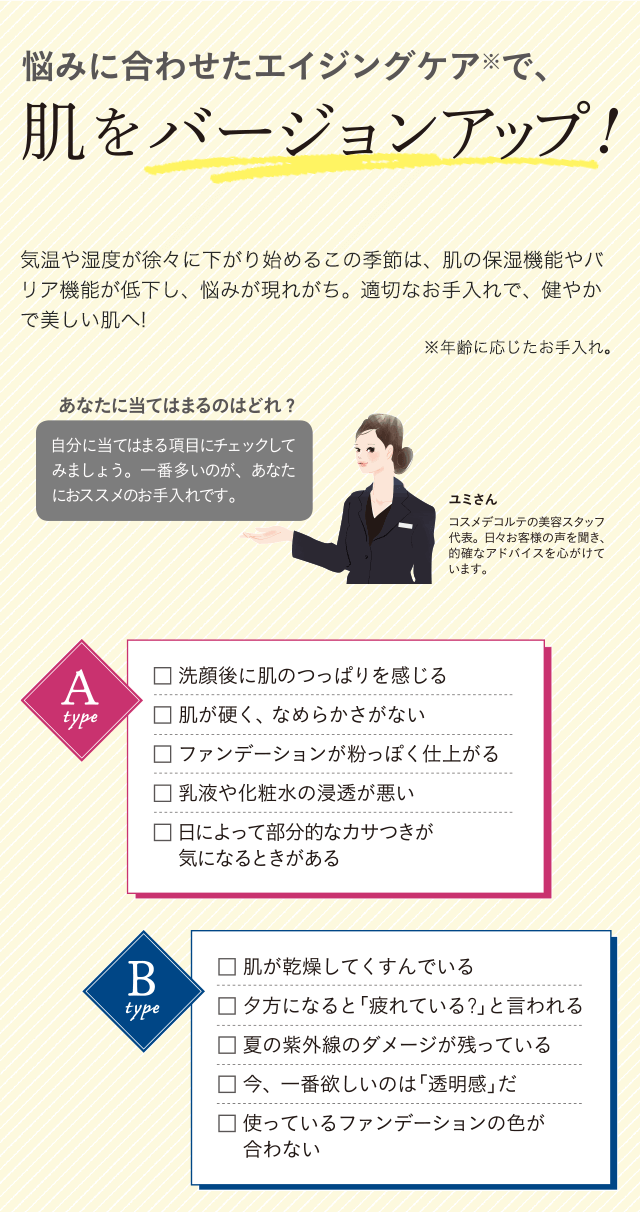 悩みに合わせたエイジングケア※で、
肌をバージョンアップ！
気温や湿度が徐々に下がり始めるこの季節は、肌の保湿機能やバ
リア機能が低下し、悩みが現れがち。適切なお手入れで、健やか
で美しい肌へ!
※年齢に応じたお手入れ。
あなたに当てはまるのはどれ？
自分に当てはまる項目にチェックして
みましょう。一番多いのが、あなた
におススメのお手入れです。
ユミさん
コスメデコルテの美容スタッフ
代表。日々お客様の声を聞き、
的確なアドバイスを心がけて
います。
A
type
□ 洗顔後に肌のつっぱりを感じる
□ 肌が硬く、なめらかさがない
□ ファンデーションが粉っぽく仕上がる
□ 乳液や化粧水の浸透が悪い
□ 日によって部分的なカサつきが
気になるときがある
B
type
□ 肌が乾燥してくすんでいる
□ 夕方になると「疲れている?」と言われる
□ 夏の紫外線のダメージが残っている
□ 今、一番欲しいのは「透明感」だ
□ 使っているファンデーションの色が
合わない